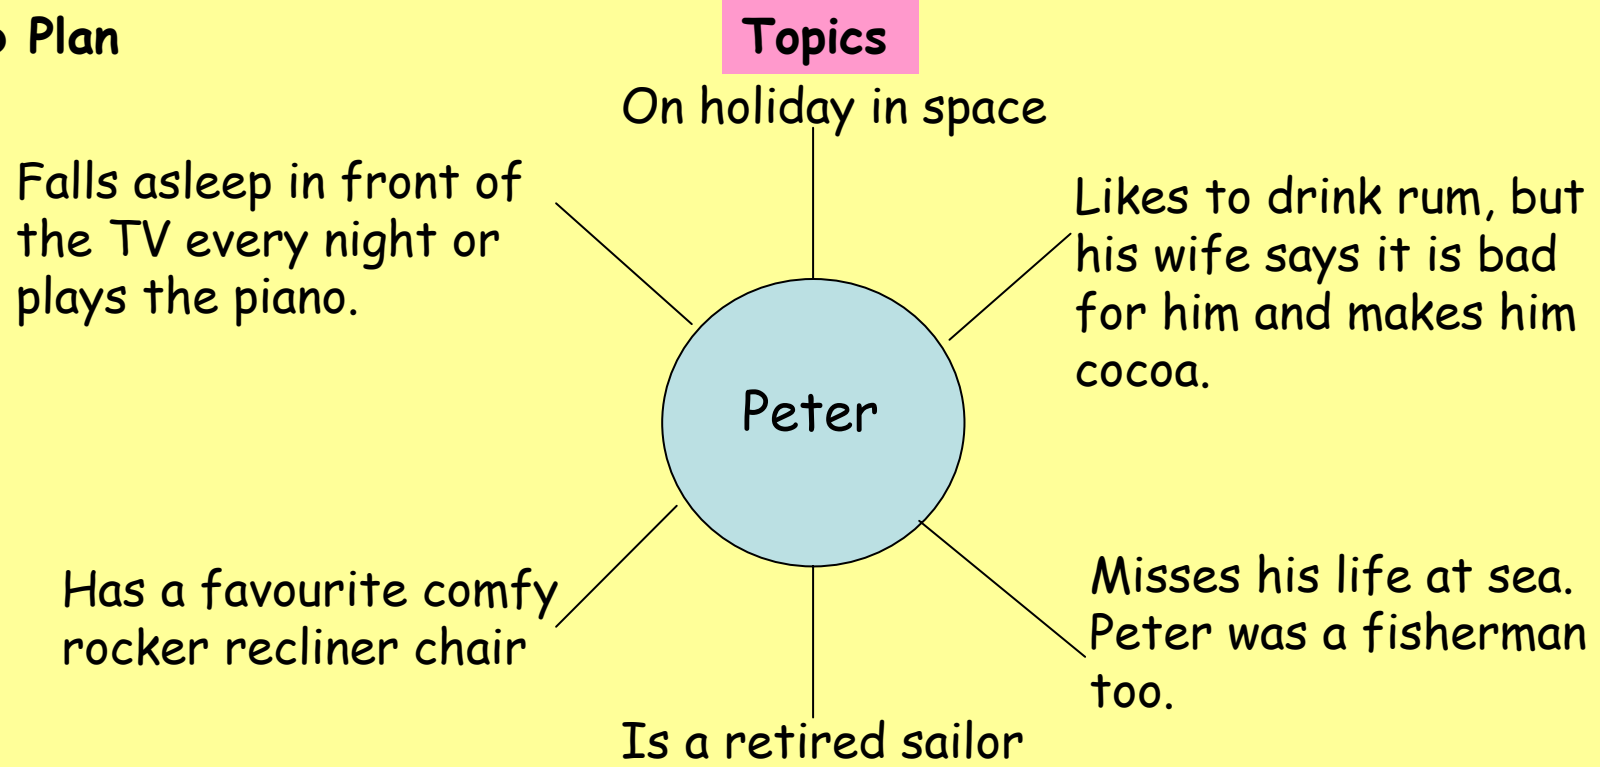 Plan
Topics
On holiday in space
Falls asleep in front of
the TV every night or
plays the piano.
Likes to drink rum, but
his wife says it is bad
for him and makes him
cocoa.
Peter
Has a favourite comfy
rocker recliner chair
Misses his life at sea.
Peter was a fisherman
too.
Is a retired sailor